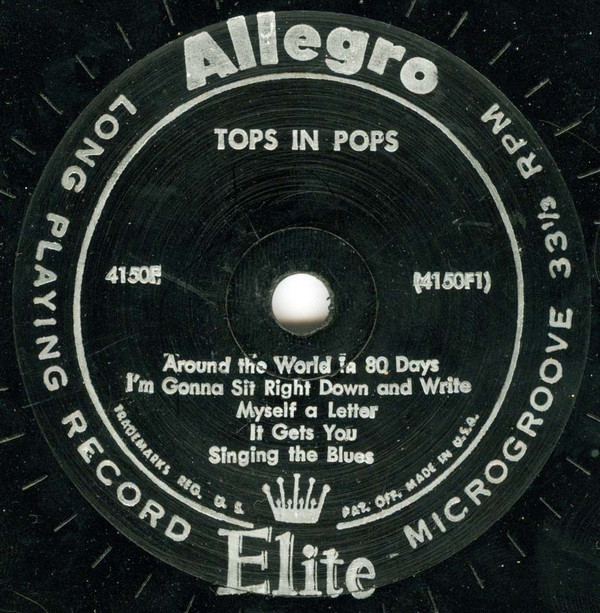 Allegro
LONG PLAYING RECORD
MICROGROOVE 33⅓ RPM
TOPS IN POPS
4150F
(4150F1)
Around the World in 80 Days
I'm Gonna Sit Right Down and Write
Myself a Letter
It Gets You
Singing the Blues
TRADEMARKS REG. U. S.
PAT. OFF. MADE IN U.S.A.
Elite